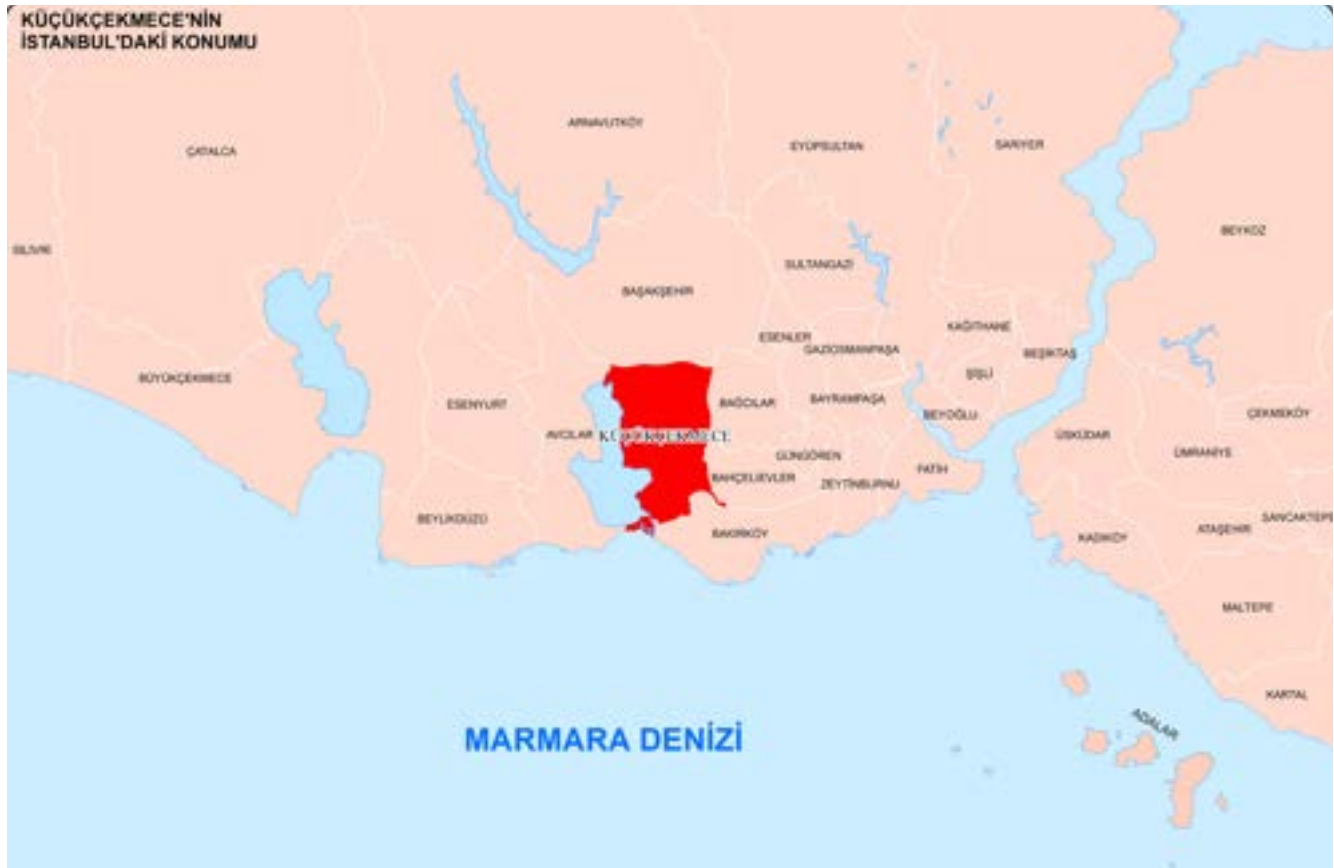 KÜÇÜKÇEKMECE'NİN
İSTANBUL'DAKİ KONUMU
ARNAVUTKÖY
EYÜPSULTAN
SARIYER
ÇATALCA
BEYKOZ
SİLİVRİ
SULTANGAZİ
BAŞAKŞEHİR
KAĞITHANE
ESENLER
GAZİOSMANPAŞA
BEŞİKTAŞ
ŞİŞLİ
BÜYÜKÇEKMECE
ESENYURT
BAĞCILAR
BAYRAMPAŞA
BEYOĞLU
ÇEKMEKÖY
AVCILAR
KÜÇÜKÇEKMECE
ÜSKÜDAR
GÜNGÖREN
ÜMRANİYE
FATİH
BAHÇELİEVLER
ZEYTİNBURNU
BEYLİKDÜZÜ
SANCAKTEPE
BAKIRKÖY
ATAŞEHİR
KADIKÖY
MALTEPE
KARTAL
ADALAR
MARMARA DENİZİ